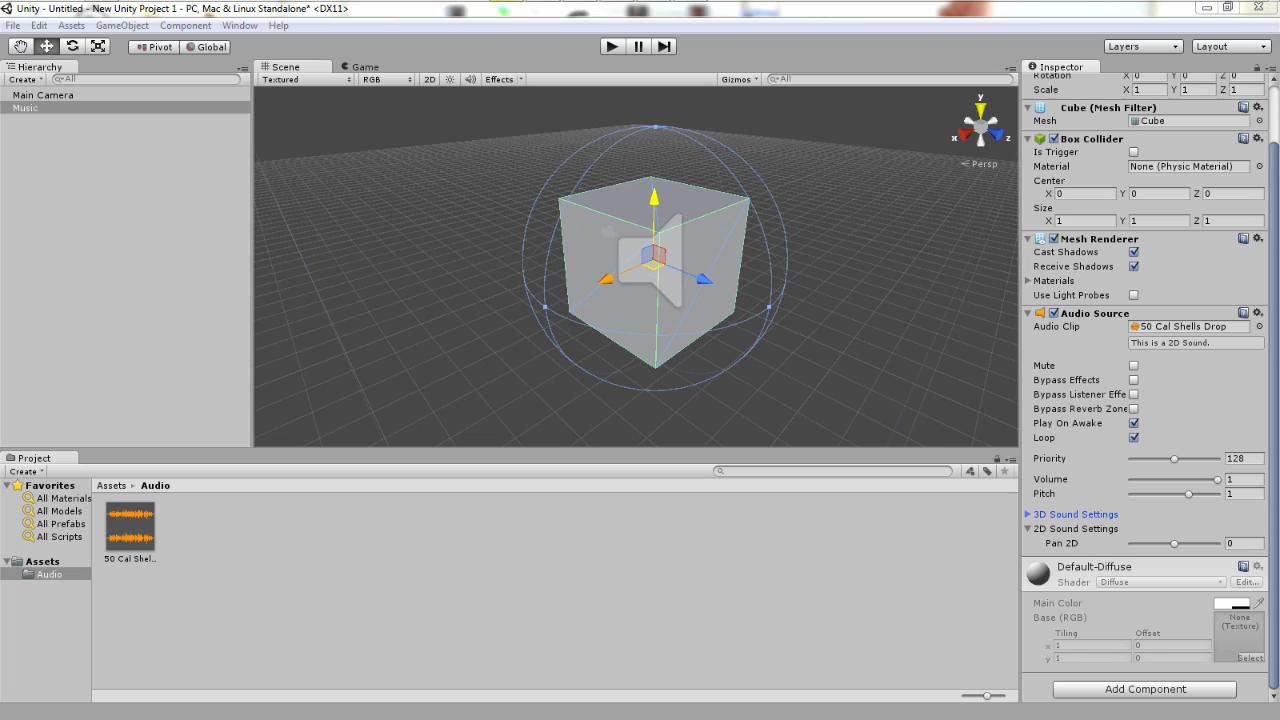 Unity - Untitled - New Unity Project 1 - PC, Mac & Linux Standalone* <DX11>
File Edit Assets GameObject Component Window Help
Pivot Global Layers Layout
Hierarchy
Create All
Main Camera
Music
Scene Game
Textured RGB 2D Effects Gizmos All
y
x z
Persp
Inspector
Rotation X 0 Y 0 Z 0
Scale X 1 Y 1 Z 1
Cube (Mesh Filter)
Mesh Cube
Box Collider
Is Trigger
Material None (Physic Material)
Center
X 0 Y 0 Z 0
Size
X 1 Y 1 Z 1
Mesh Renderer
Cast Shadows
Receive Shadows
Materials
Use Light Probes
Audio Source
Audio Clip 50 Cal Shells Drop
This is a 2D Sound.
Mute
Bypass Effects
Bypass Listener Effe
Bypass Reverb Zone
Play On Awake
Loop
Priority 128
Volume 1
Pitch 1
3D Sound Settings
2D Sound Settings
Pan 2D 0
Default-Diffuse
Shader Diffuse Edit...
Main Color
Base (RGB) None
(Texture)
Tiling Offset
x 1 0
y 1 0
Select
Add Component
Project
Create
Favorites
All Materials
All Models
All Prefabs
All Scripts
Assets
Audio
Assets Audio
50 Cal Shel..